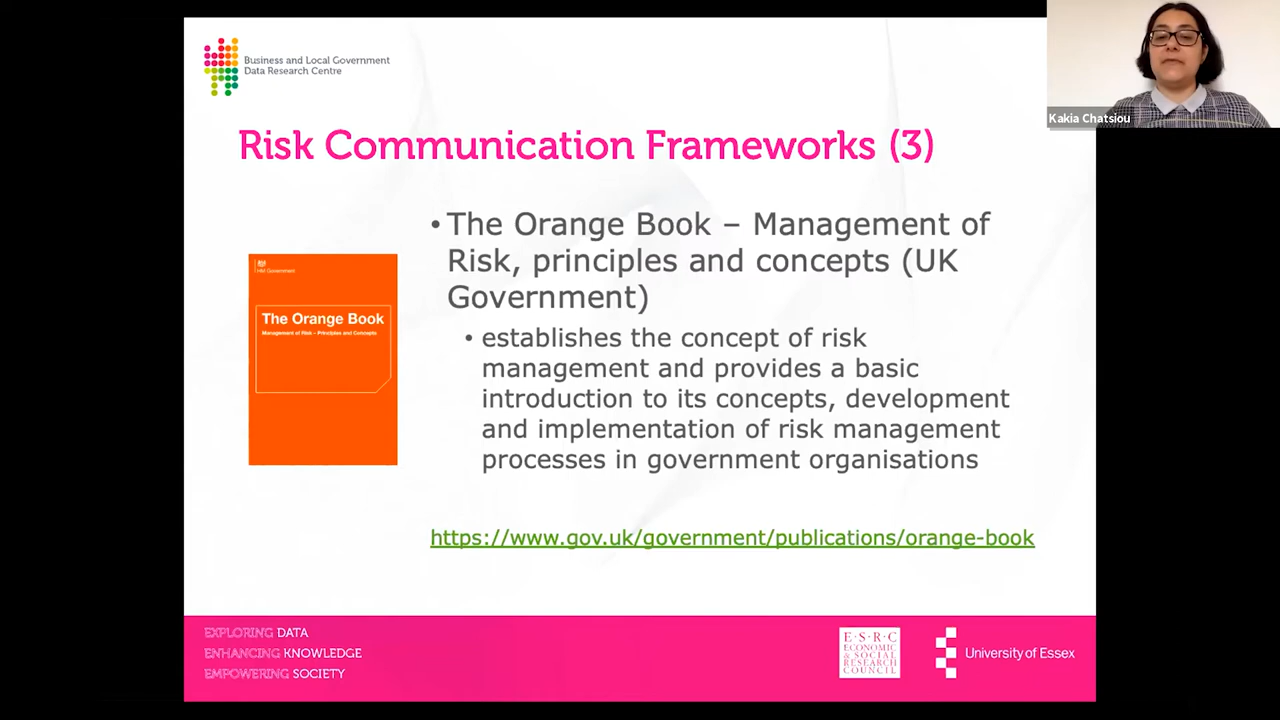 Business and Local Government
Data Research Centre
Kakia Chatsiou
Risk Communication Frameworks (3)
• The Orange Book – Management of
Risk, principles and concepts (UK
Government)
HM Government
The Orange Book
Management of Risk – Principles and Concepts
• establishes the concept of risk
management and provides a basic
introduction to its concepts, development
and implementation of risk management
processes in government organisations
https://www.gov.uk/government/publications/orange-book
EXPLORING DATA
ENHANCING KNOWLEDGE
EMPOWERING SOCIETY
E·S·R·C
ECONOMIC
& SOCIAL
RESEARCH
COUNCIL
University of Essex